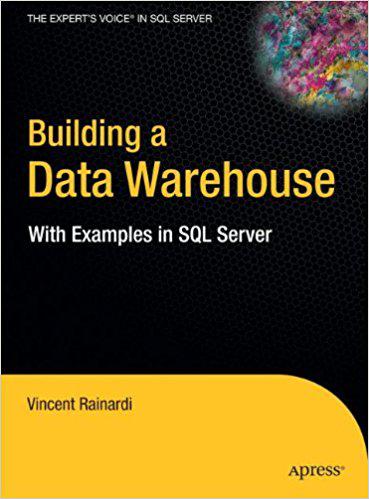 THE EXPERT'S VOICE® IN SQL SERVER
Building a
Data Warehouse
With Examples in SQL Server
Vincent Rainardi
Apress®